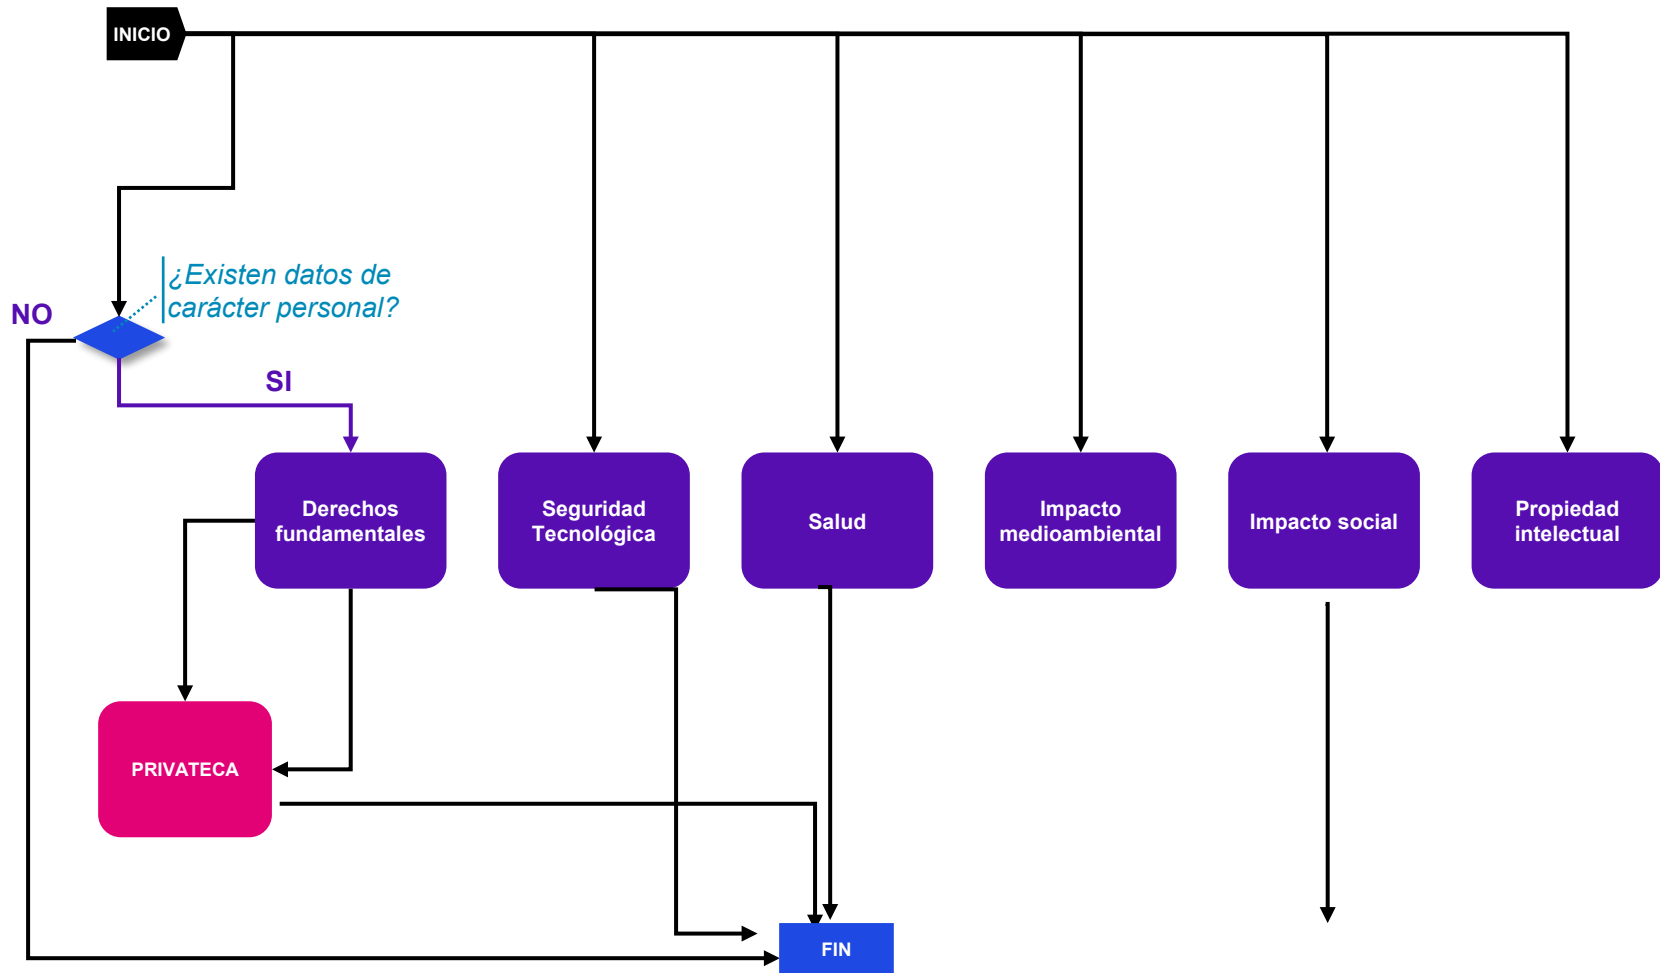 INICIO
¿Existen datos de
carácter personal?
NO
SI
Derechos
fundamentales
Seguridad
Tecnológica
Salud
Impacto
medioambiental
Impacto social
Propiedad
intelectual
PRIVATECA
FIN